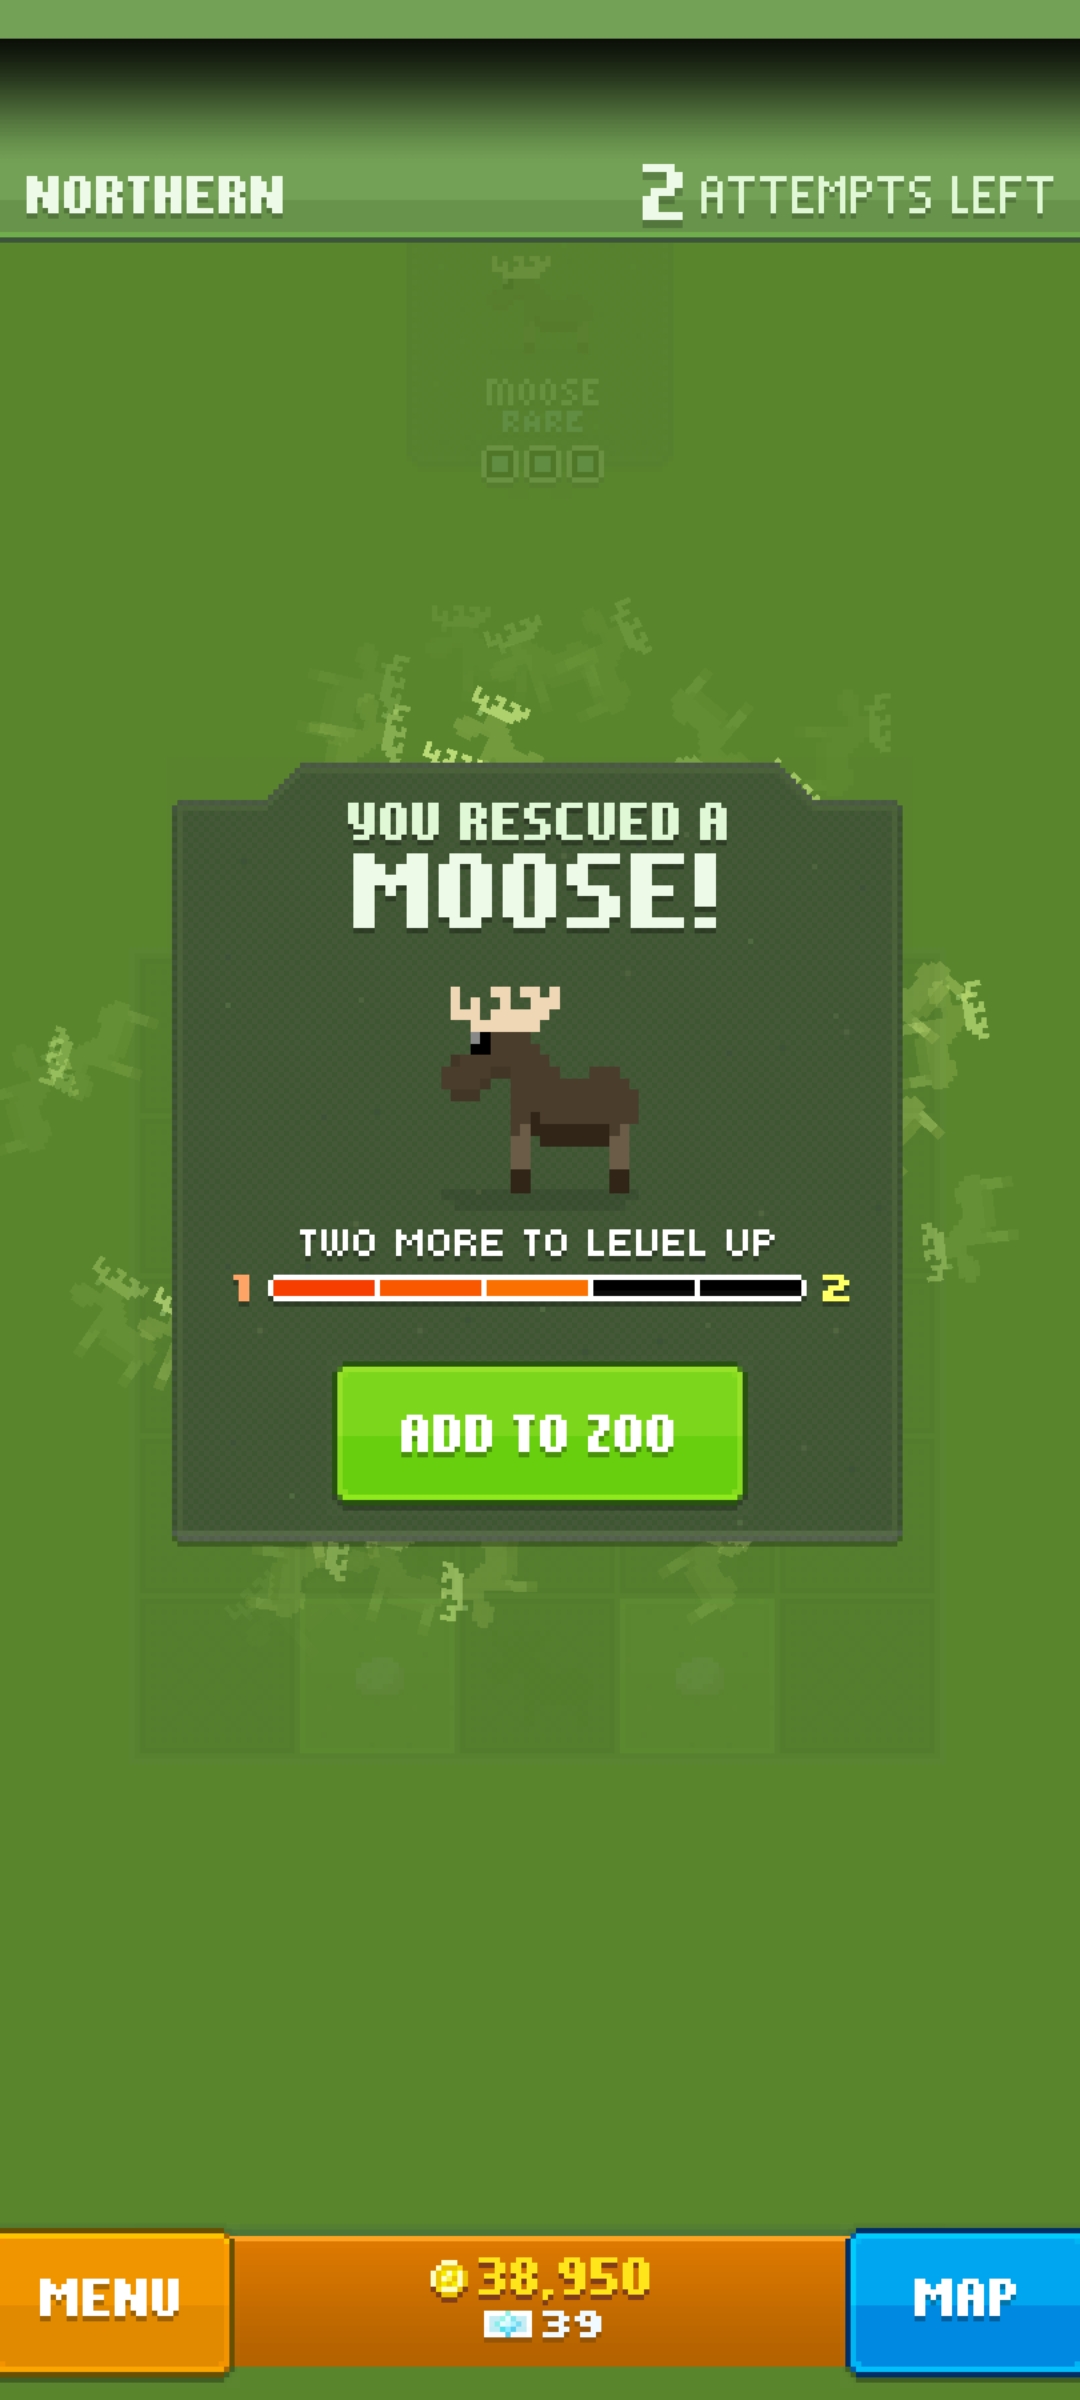 NORTHERN
2 ATTEMPTS LEFT
MOOSE
RARE
YOU RESCUED A
MOOSE!
TWO MORE TO LEVEL UP
1 2
ADD TO ZOO
MENU
38,950
39
MAP